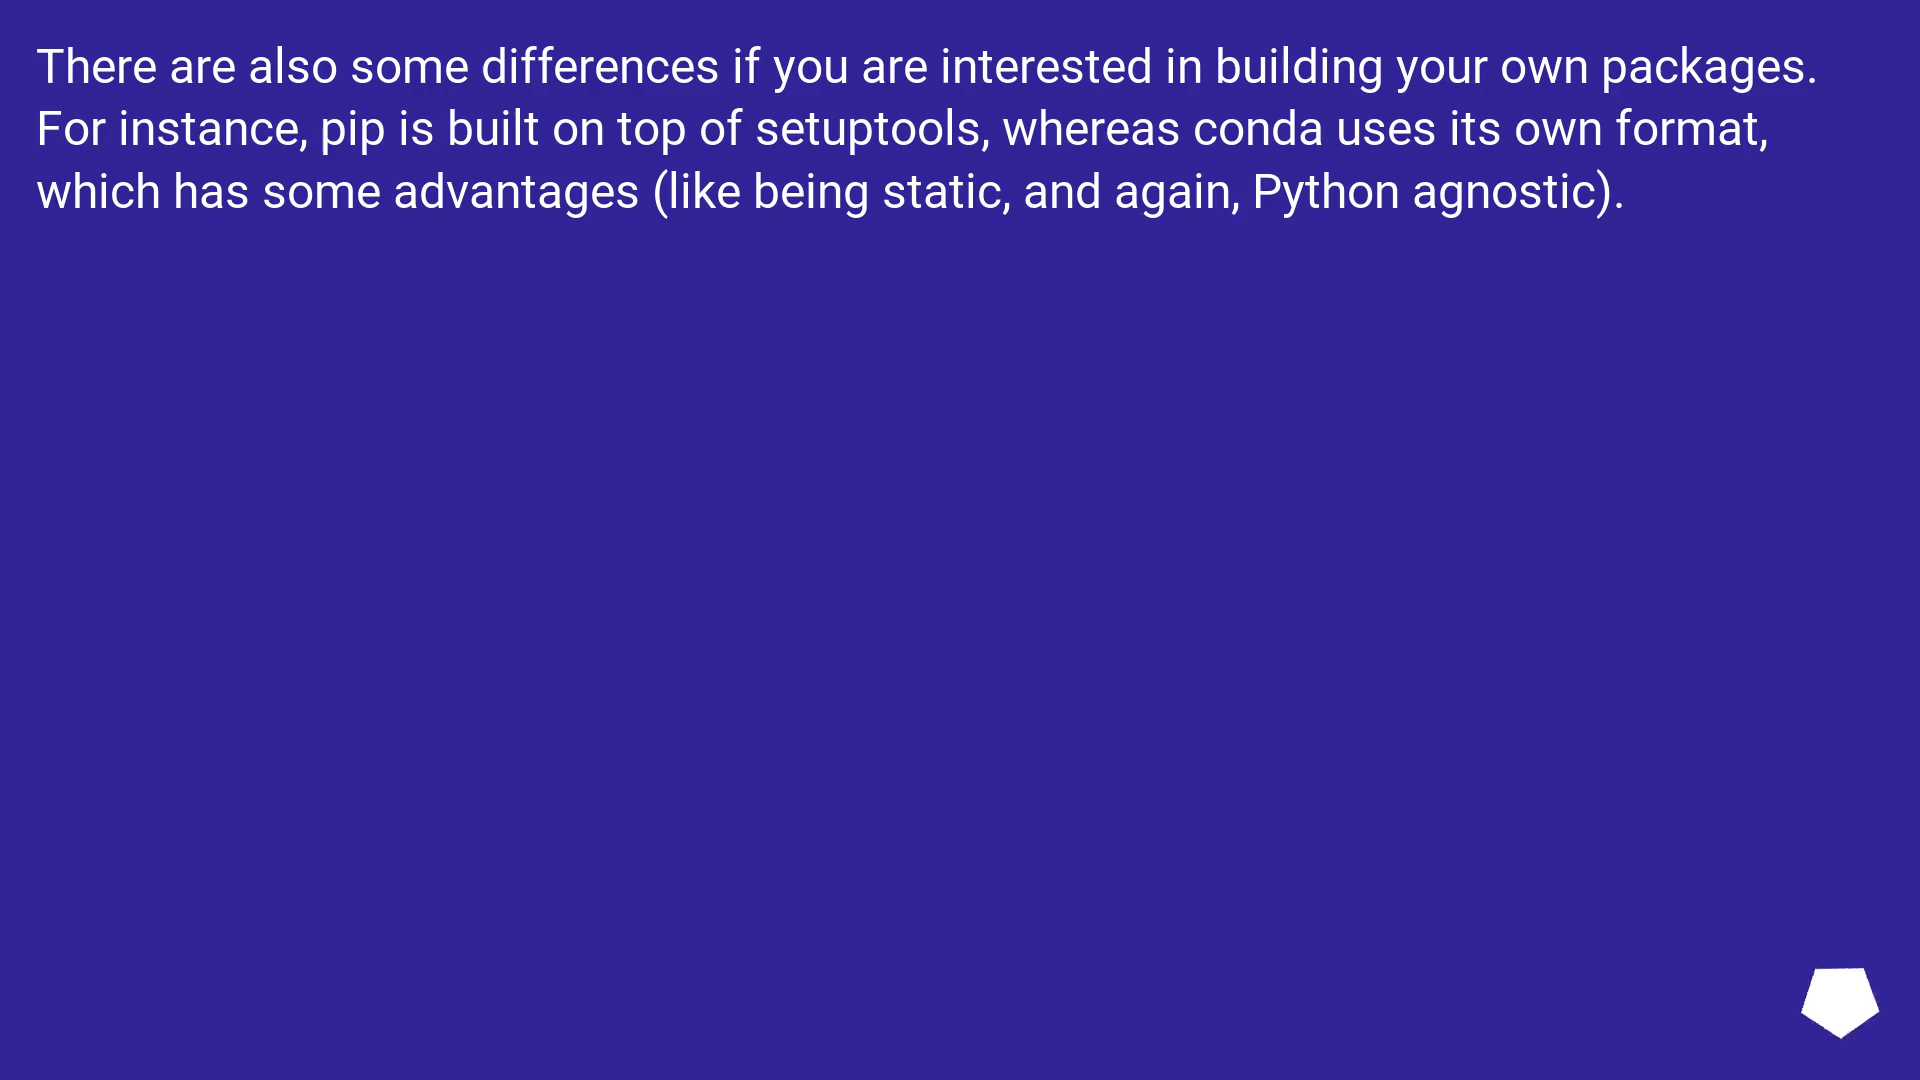 There are also some differences if you are interested in building your own packages.
For instance, pip is built on top of setuptools, whereas conda uses its own format,
which has some advantages (like being static, and again, Python agnostic).